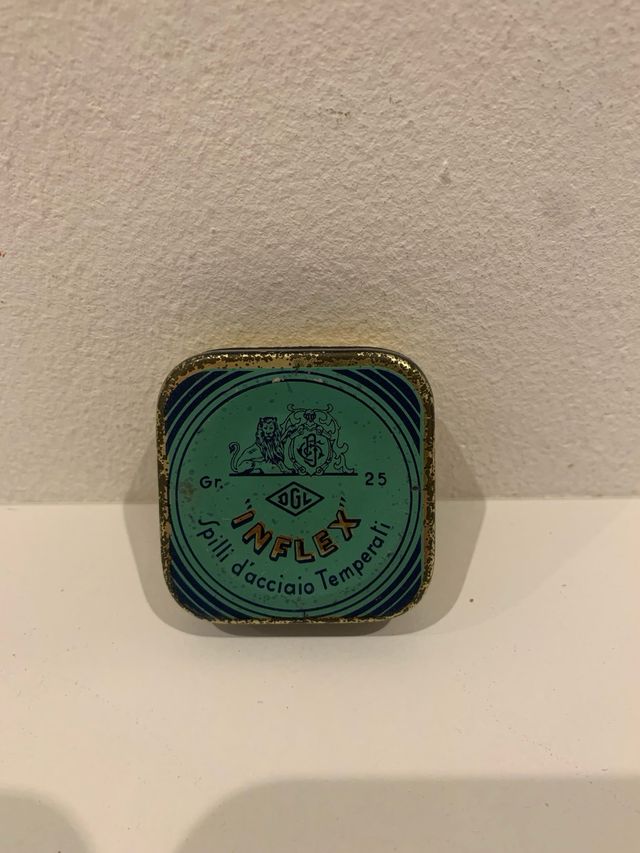 Gr. 25
DGL
"INFLEX"
Spilli d'acciaio Temperati